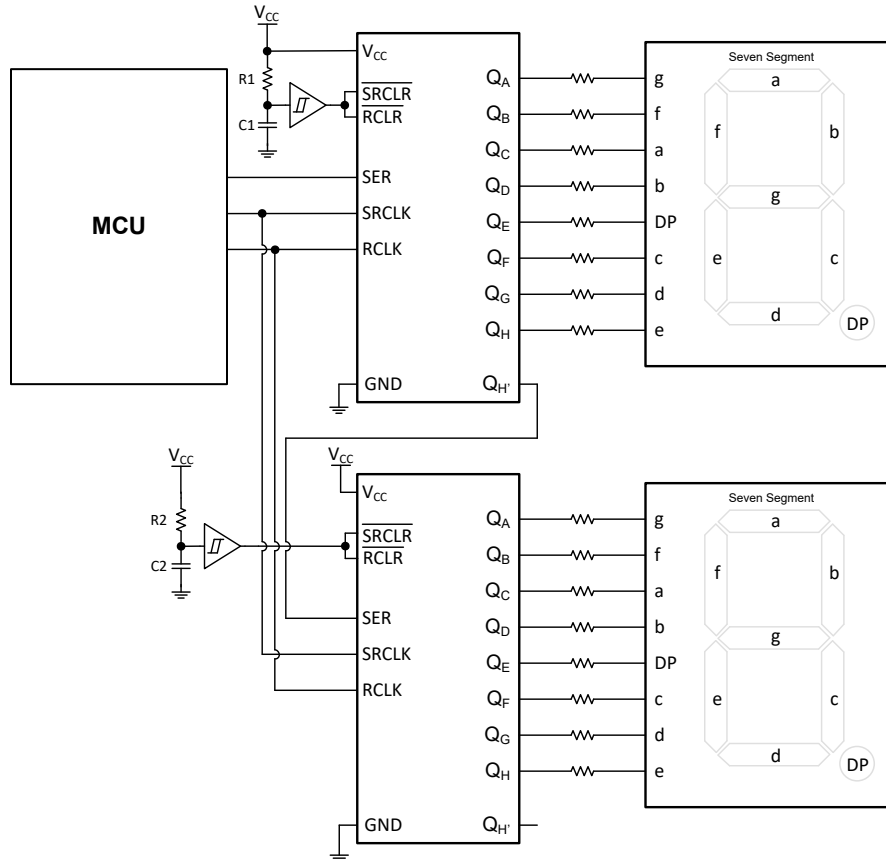 MCU
VCC
R1
C1
VCC
SRCLR
RCLR
SER
SRCLK
RCLK
GND
QA
QB
QC
QD
QE
QF
QG
QH
QH'
g
f
a
b
DP
c
d
e
Seven Segment
a
f
b
g
e
c
d
DP
VCC
R2
C2
VCC
VCC
SRCLR
RCLR
SER
SRCLK
RCLK
GND
QA
QB
QC
QD
QE
QF
QG
QH
QH'
g
f
a
b
DP
c
d
e
Seven Segment
a
f
b
g
e
c
d
DP